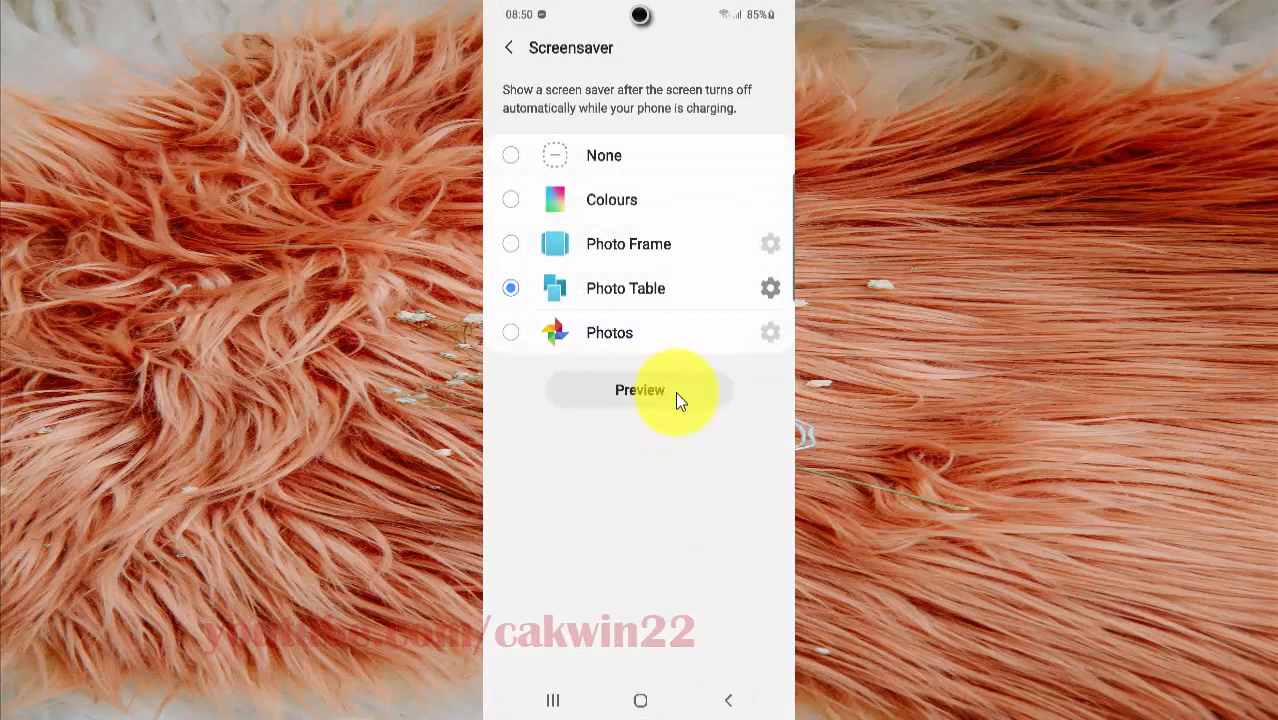 08:50
85%
Screensaver
Show a screen saver after the screen turns off
automatically while your phone is charging.
None
Colours
Photo Frame
Photo Table
Photos
Preview
youtube.com/cakwin22